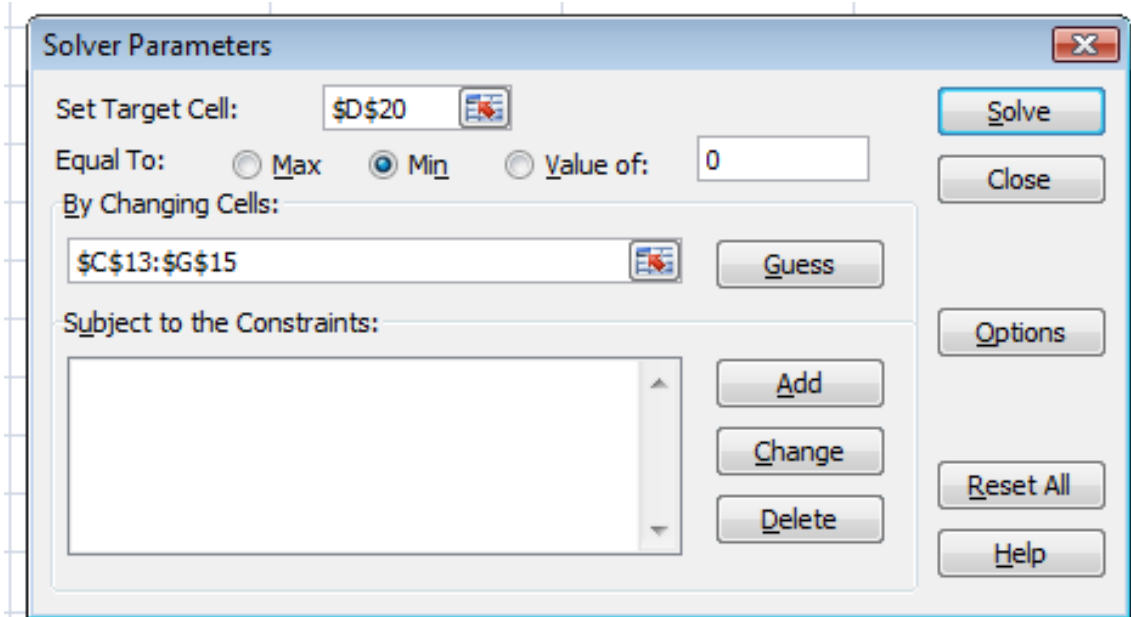 Solver Parameters
Set Target Cell: $D$20 Solve
Equal To: Max Min Value of: 0 Close
By Changing Cells:
$C$13:$G$15 Guess
Subject to the Constraints: Options
Add
Change
Reset All
Delete
Help